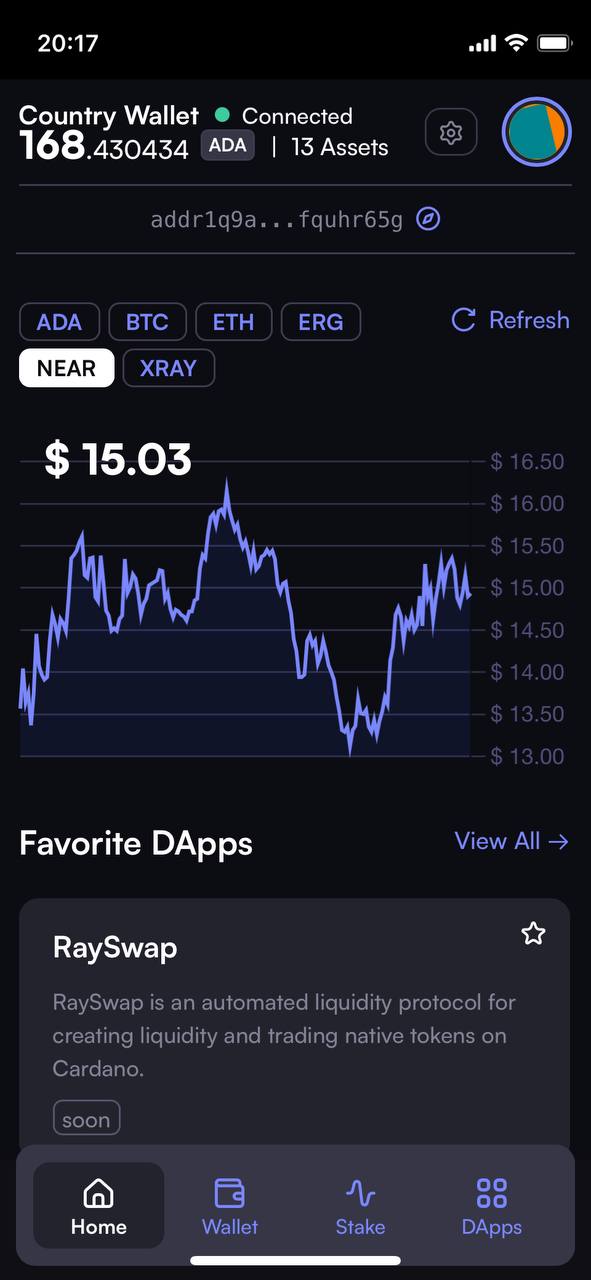 20:17
Country Wallet Connected
168.430434 ADA | 13 Assets
addr1q9a...fquhr65g
ADA BTC ETH ERG Refresh
NEAR XRAY
$ 15.03
$ 16.50
$ 16.00
$ 15.50
$ 15.00
$ 14.50
$ 14.00
$ 13.50
$ 13.00
Favorite DApps View All →
RaySwap
RaySwap is an automated liquidity protocol for
creating liquidity and trading native tokens on
Cardano.
soon
Home Wallet Stake DApps